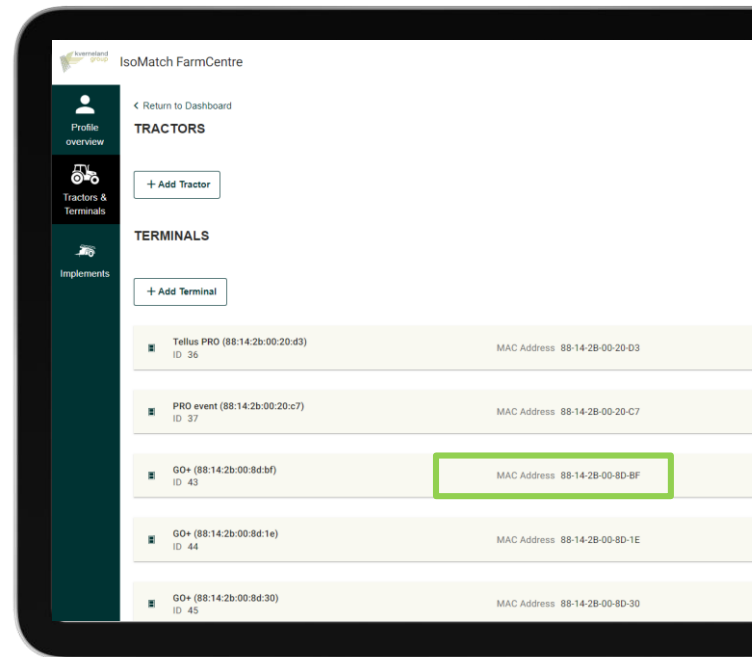 kverneland
group
IsoMatch FarmCentre
Profile
overview
Tractors &
Terminals
Implements
Return to Dashboard
TRACTORS
+ Add Tractor
TERMINALS
+ Add Terminal
Tellus PRO (88:14:2b:00:20:d3)
ID 36
MAC Address 88-14-2B-00-20-D3
PRO event (88:14:2b:00:20:c7)
ID 37
MAC Address 88-14-2B-00-20-C7
GO+ (88:14:2b:00:8d:bf)
ID 43
MAC Address 88-14-2B-00-8D-BF
GO+ (88:14:2b:00:8d:1e)
ID 44
MAC Address 88-14-2B-00-8D-1E
GO+ (88:14:2b:00:8d:30)
ID 45
MAC Address 88-14-2B-00-8D-30